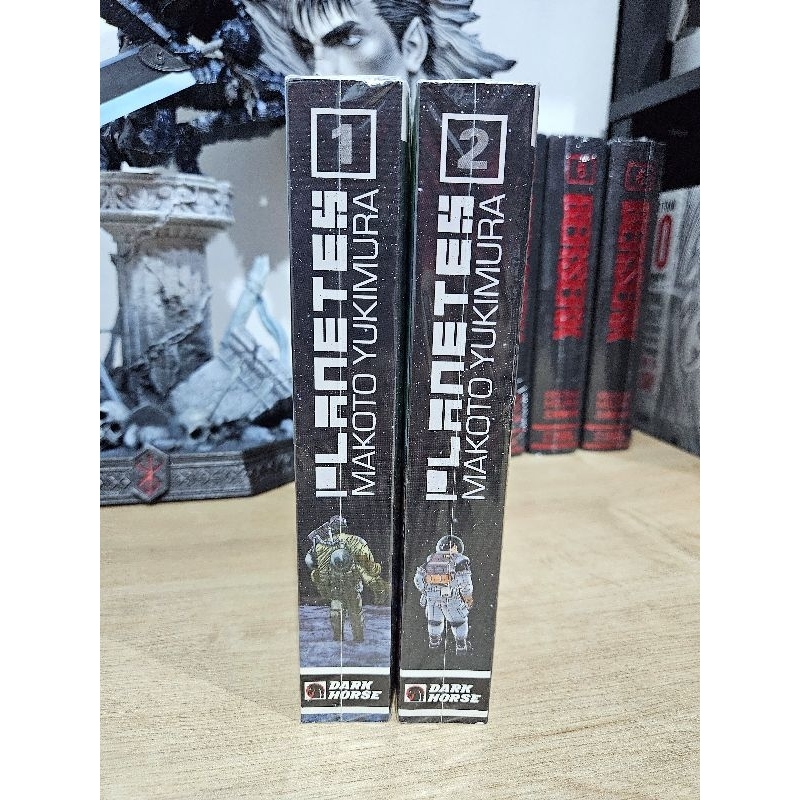 1
PLANETES
MAKOTO YUKIMURA
DARK
HORSE
2
PLANETES
MAKOTO YUKIMURA
DARK
HORSE
BERSERK
BERSERK